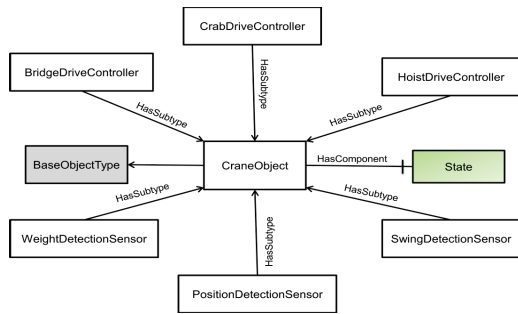 CrabDriveController
BridgeDriveController
HasSubtype
HoistDriveController
HasSubtype
HasSubtype
BaseObjectType
CraneObject
HasComponent
State
HasSubtype
HasSubtype
WeightDetectionSensor
HasSubtype
SwingDetectionSensor
PositionDetectionSensor